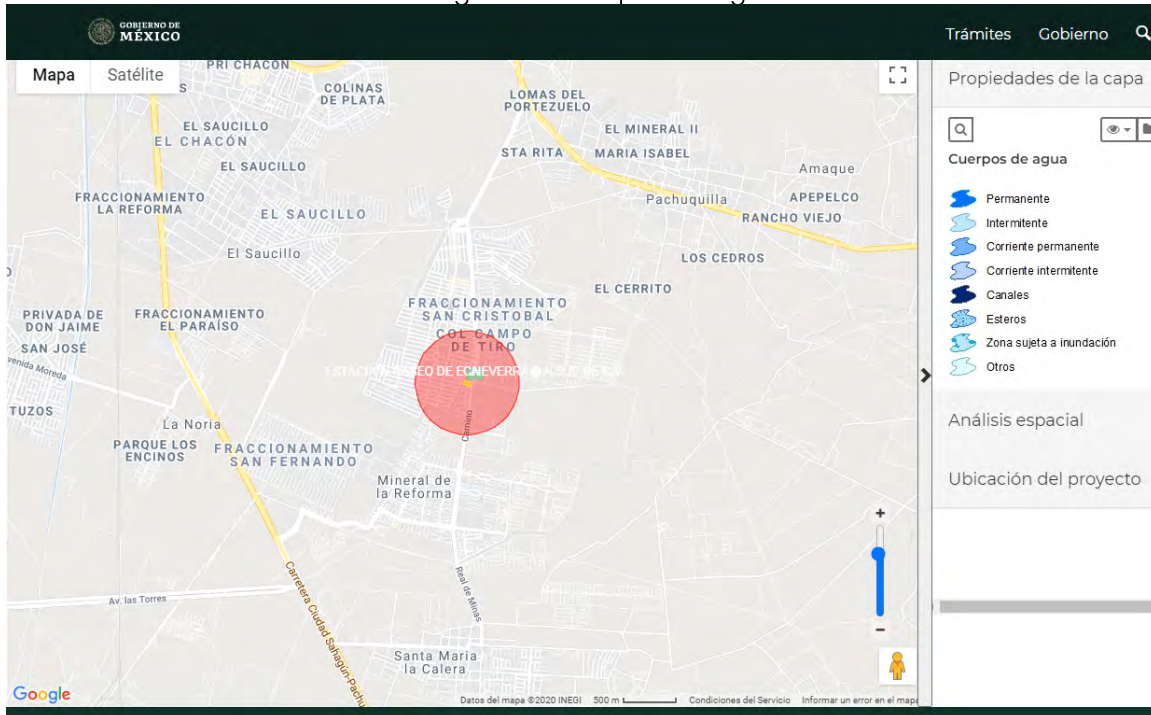 GOBIERNO DE
MÉXICO
Trámites
Gobierno
Mapa
Satélite
PRI CHACÓN
S
COLINAS
DE PLATA
LOMAS DEL
PORTEZUELO
EL SAUCILLO
EL CHACÓN
EL MINERAL II
STA RITA
MARIA ISABEL
EL SAUCILLO
Amaque
FRACCIONAMIENTO
LA REFORMA
EL SAUCILLO
Pachuquilla
APEPELCO
RANCHO VIEJO
El Saucillo
LOS CEDROS
EL CERRITO
FRACCIONAMIENTO
SAN CRISTOBAL
COL CAMPO
DE TIRO
PRIVADA DE
DON JAIME
FRACCIONAMIENTO
EL PARAÍSO
SAN JOSÉ
venida Moreda
TUZOS
La Noria
Camino
PARQUE LOS
ENCINOS
FRACCIONAMIENTO
SAN FERNANDO
Mineral de
la Reforma
Av. las Torres
Real de Minas
Carretera Ciudad Sahagún-Pachu
Santa Maria
la Calera
Google
Datos del mapa ©2020 INEGI
500 m
Condiciones del Servicio
Informar un error en el mapa
Propiedades de la capa
Cuerpos de agua
Permanente
Intermitente
Corriente permanente
Corriente intermitente
Canales
Esteros
Zona sujeta a inundación
Otros
Análisis espacial
Ubicación del proyecto